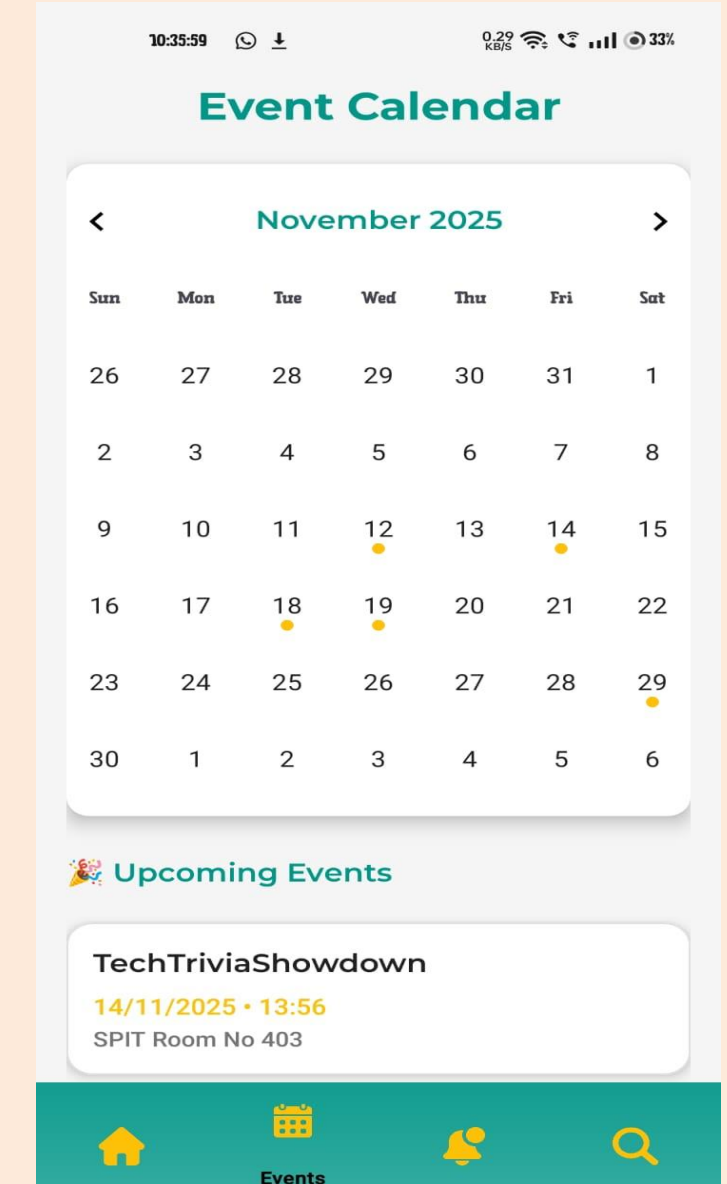 10:35:59 0.29 KB/S 33%
Event Calendar
< November 2025 >
Sun Mon Tue Wed Thu Fri Sat
26 27 28 29 30 31 1
2 3 4 5 6 7 8
9 10 11 12 13 14 15
16 17 18 19 20 21 22
23 24 25 26 27 28 29
30 1 2 3 4 5 6
🎉 Upcoming Events
TechTriviaShowdown
14/11/2025 • 13:56
SPIT Room No 403
Events